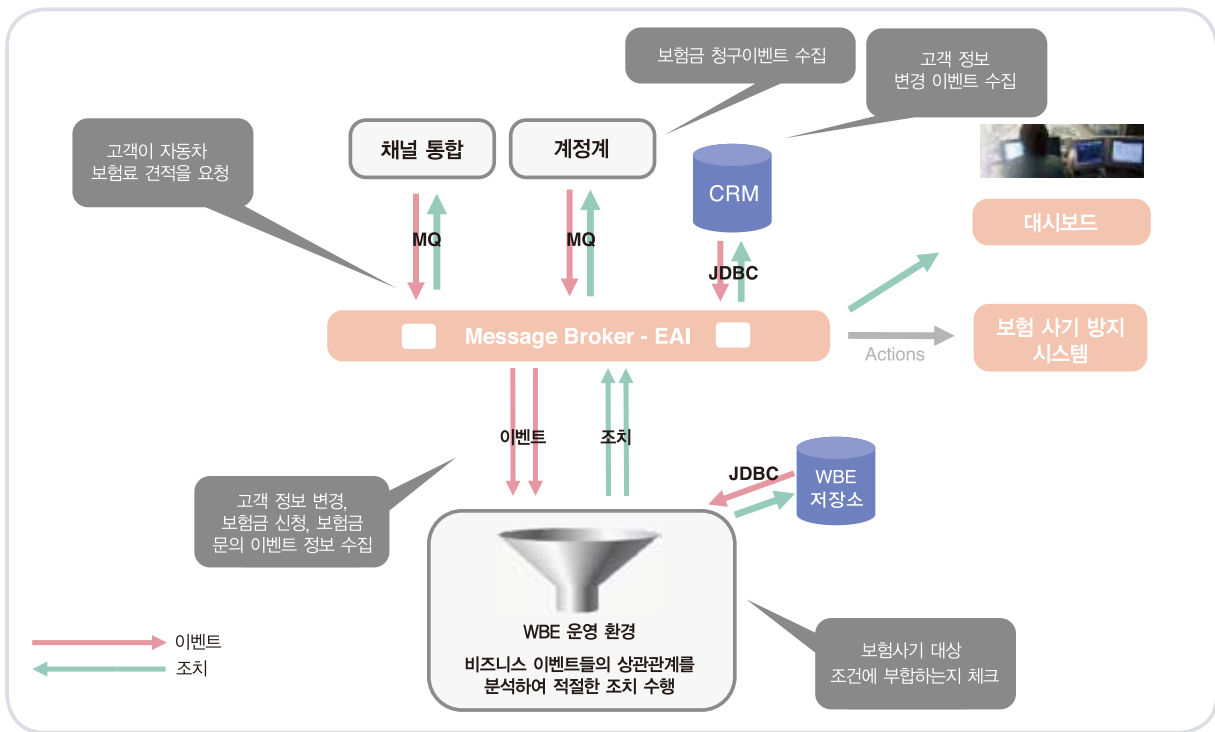 보험금 청구이벤트 수집
고객 정보
변경 이벤트 수집
고객이 자동차
보험료 견적을 요청
채널 통합
계정계
CRM
대시보드
MQ
MQ
JDBC
Message Broker - EAI
보험 사기 방지
시스템
Actions
이벤트
조치
JDBC
WBE
저장소
고객 정보 변경,
보험금 신청, 보험금
문의 이벤트 정보 수집
WBE 운영 환경
비즈니스 이벤트들의 상관관계를
분석하여 적절한 조치 수행
이벤트
조치
보험사기 대상
조건에 부합하는지 체크